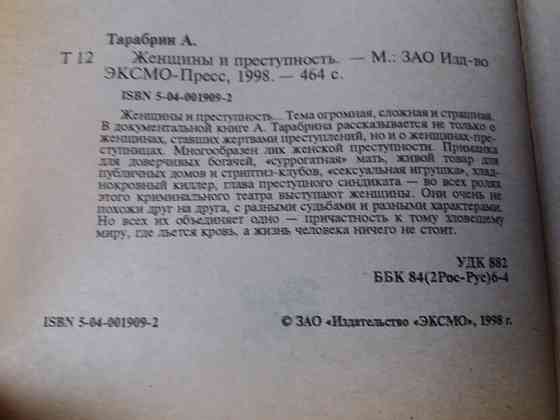 Тарабрин А.
Т 12 Женщины и преступность. — М.: ЗАО Изд-во
ЭКСМО-Пресс, 1998. — 464 с.
ISBN 5-04-001909-2
Женщины и преступность... Тема огромная, сложная и страшная.
В документальной книге А. Тарабрина рассказывается не только о
женщинах, ставших жертвами преступлений, но и о женщинах-пре-
ступницах. Многообразен лик женской преступности. Приманка
для доверчивых богачей, «суррогатная» мать, живой товар для
публичных домов и стриптиз-клубов, «сексуальная игрушка», хлад-
нокровный киллер, глава преступного синдиката — во всех ролях
этого криминального театра выступают женщины. Они очень не
похожи друг на друга, с разными судьбами и разными характерами.
Но всех их объединяет одно — причастность к тому зловещему
миру, где льется кровь, а жизнь человека ничего не стоит.
УДК 882
ББК 84(2Рос-Рус)6-4
ISBN 5-04-001909-2 © ЗАО «Издательство «ЭКСМО», 1998 г.